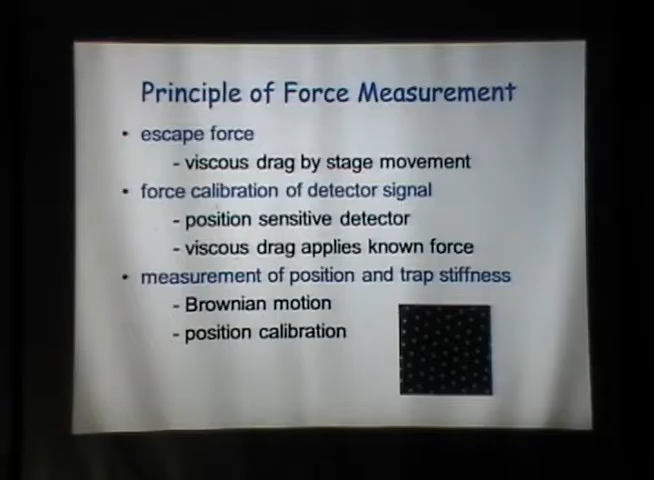 Principle of Force Measurement
• escape force
- viscous drag by stage movement
• force calibration of detector signal
- position sensitive detector
- viscous drag applies known force
• measurement of position and trap stiffness
- Brownian motion
- position calibration